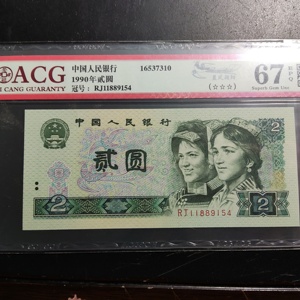 ACG
I CANG GUARANTY
中国人民银行
1990年贰圆
冠号：RJ11889154
16537310
(☆☆☆)
67
EPQ
Superb Gem Unc
中国人民银行
贰圆
2
2
2
RJ11889154